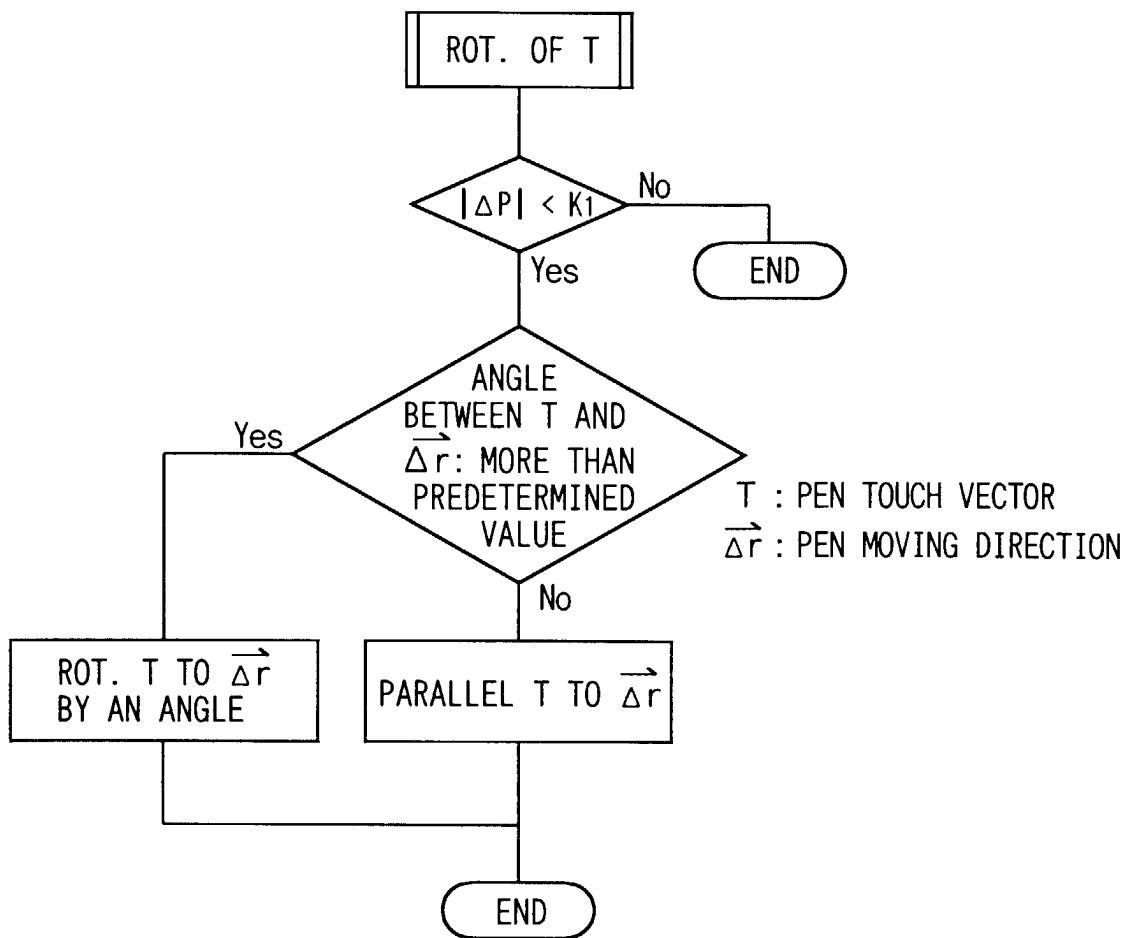 ROT. OF T
|ΔP| < K1
No
END
Yes
ANGLE
BETWEEN T AND
Δr⃗: MORE THAN
PREDETERMINED
VALUE
Yes
T : PEN TOUCH VECTOR
Δr⃗ : PEN MOVING DIRECTION
No
ROT. T TO Δr⃗
BY AN ANGLE
PARALLEL T TO Δr⃗
END